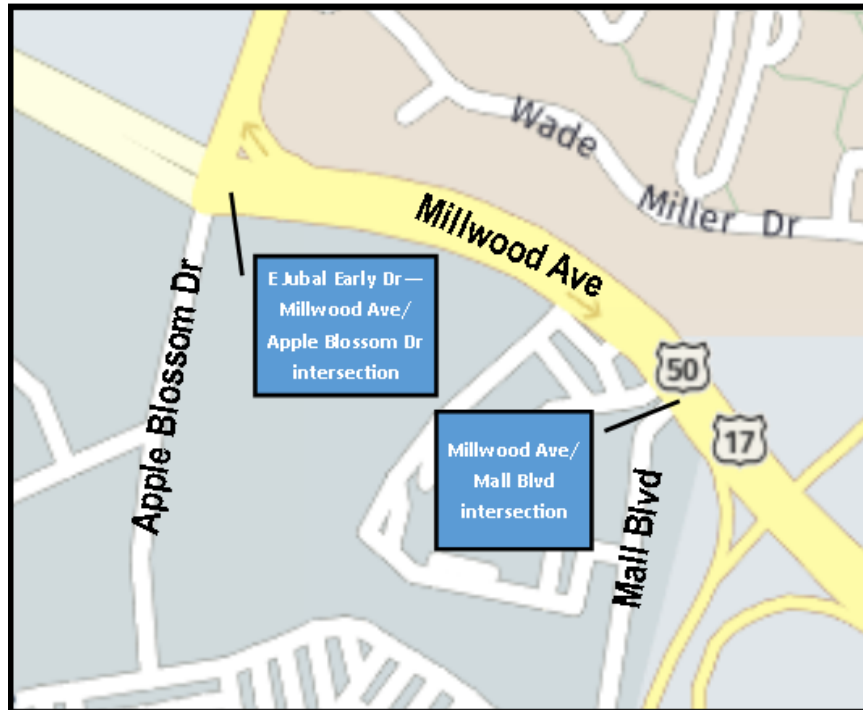 Wade
Miller Dr
Millwood Ave
Apple Blossom Dr
E Jubal Early Dr—
Millwood Ave/
Apple Blossom Dr
intersection
50
17
Millwood Ave/
Mall Blvd
intersection
Mall Blvd